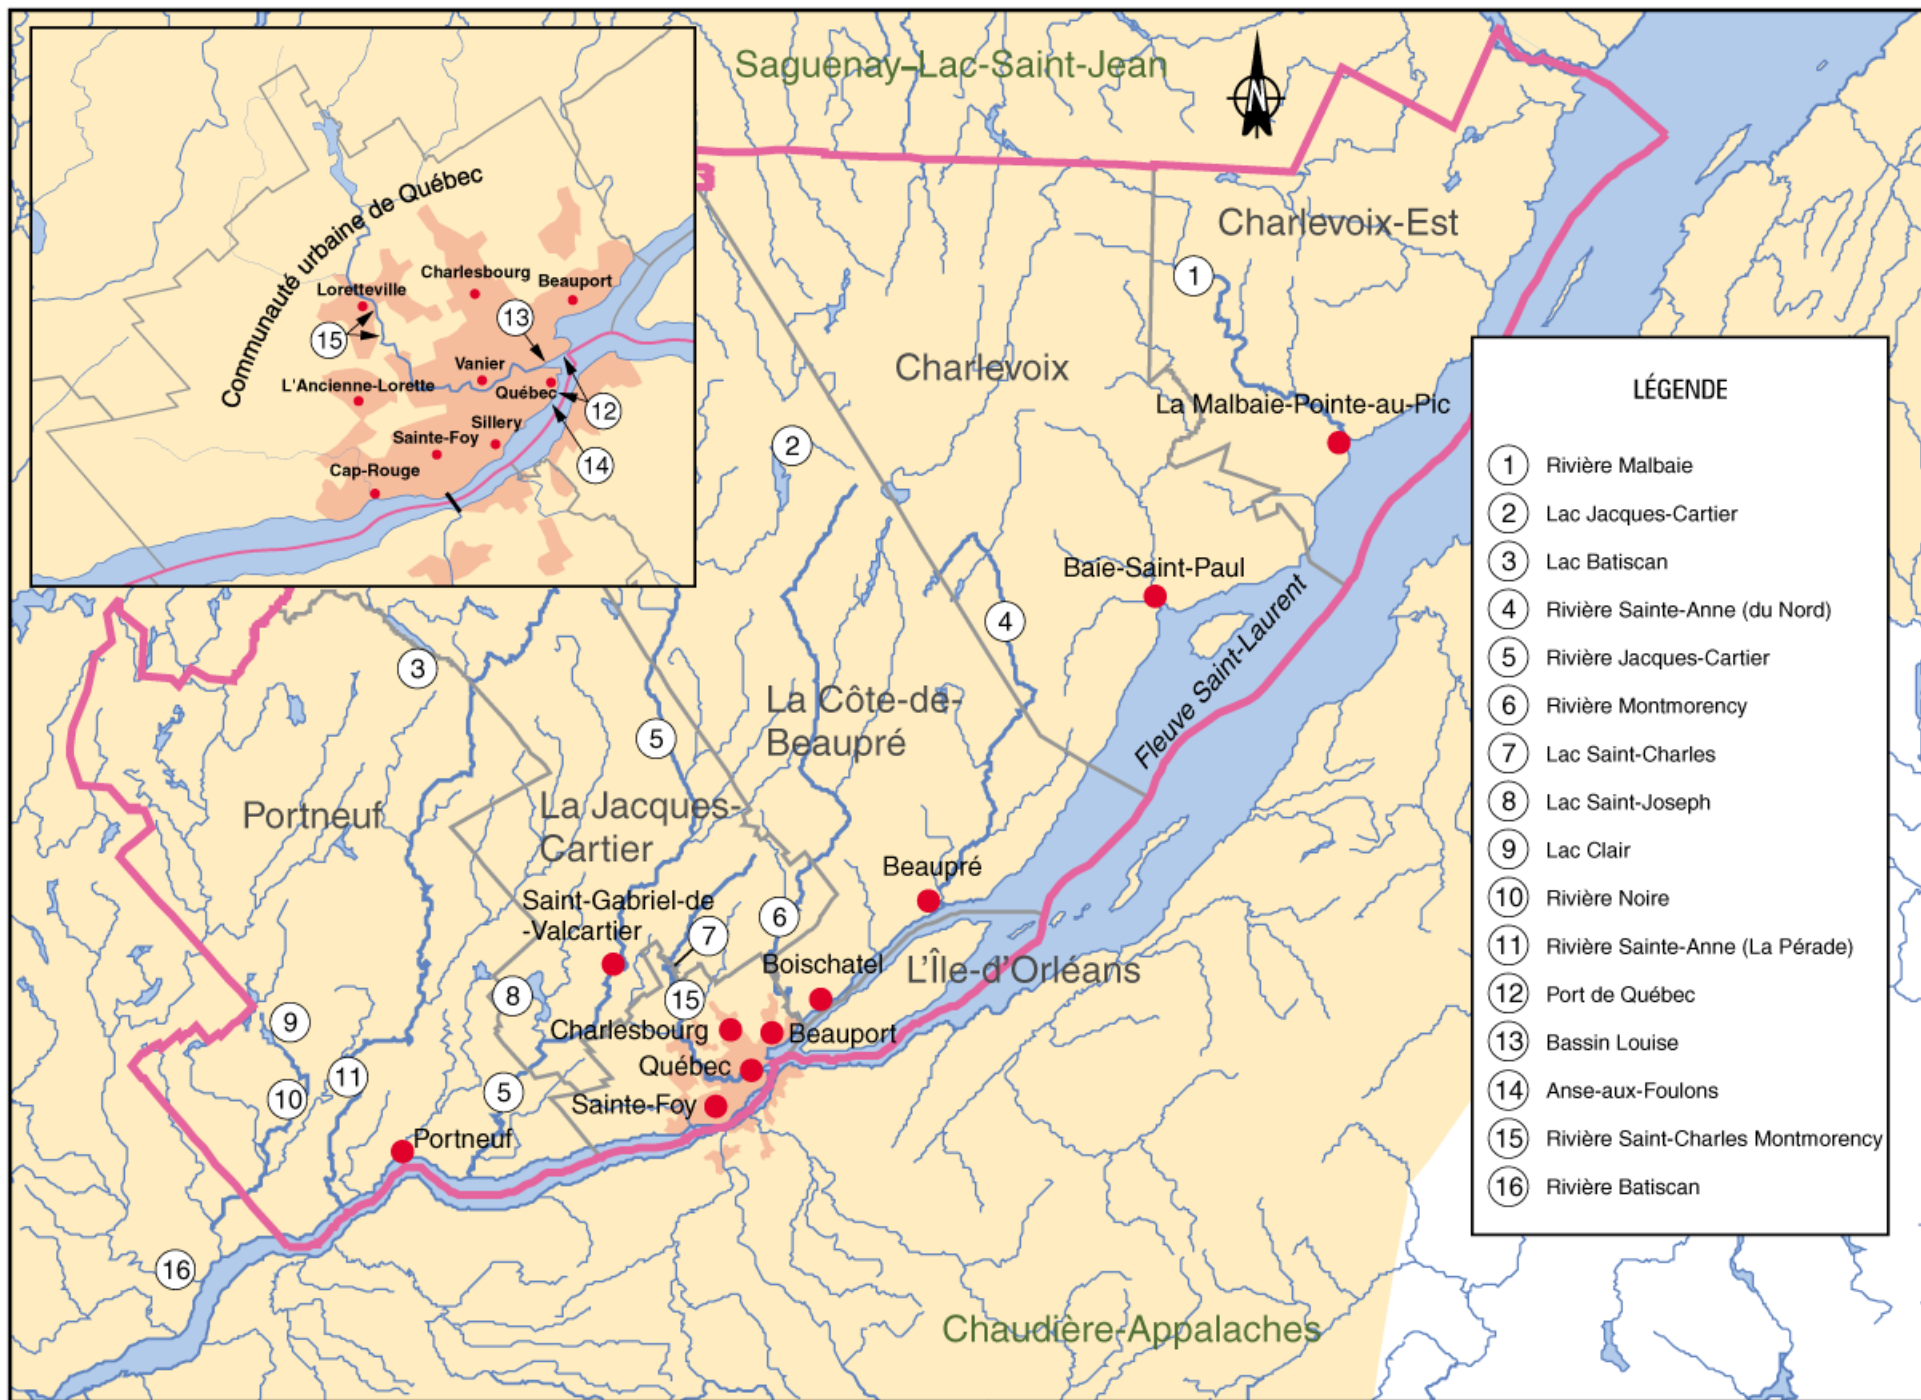 Saguenay-Lac-Saint-Jean
N
Communauté urbaine de Québec
Charlesbourg
Beauport
Loretteville
13
15
Vanier
L'Ancienne-Lorette
Québec
12
Sillery
Sainte-Foy
14
Cap-Rouge
Charlevoix-Est
1
Charlevoix
La Malbaie-Pointe-au-Pic
2
Baie-Saint-Paul
4
Fleuve Saint-Laurent
3
5
La Côte-de-
Beaupré
Portneuf
La Jacques-
Cartier
Beaupré
Saint-Gabriel-de
-Valcartier
6
7
Boischatel
L'Île-d'Orléans
8
15
9
Charlesbourg
Beauport
Québec
11
10
5
Sainte-Foy
Portneuf
16
Chaudière-Appalaches
LÉGENDE
1 Rivière Malbaie
2 Lac Jacques-Cartier
3 Lac Batiscan
4 Rivière Sainte-Anne (du Nord)
5 Rivière Jacques-Cartier
6 Rivière Montmorency
7 Lac Saint-Charles
8 Lac Saint-Joseph
9 Lac Clair
10 Rivière Noire
11 Rivière Sainte-Anne (La Pérade)
12 Port de Québec
13 Bassin Louise
14 Anse-aux-Foulons
15 Rivière Saint-Charles Montmorency
16 Rivière Batiscan